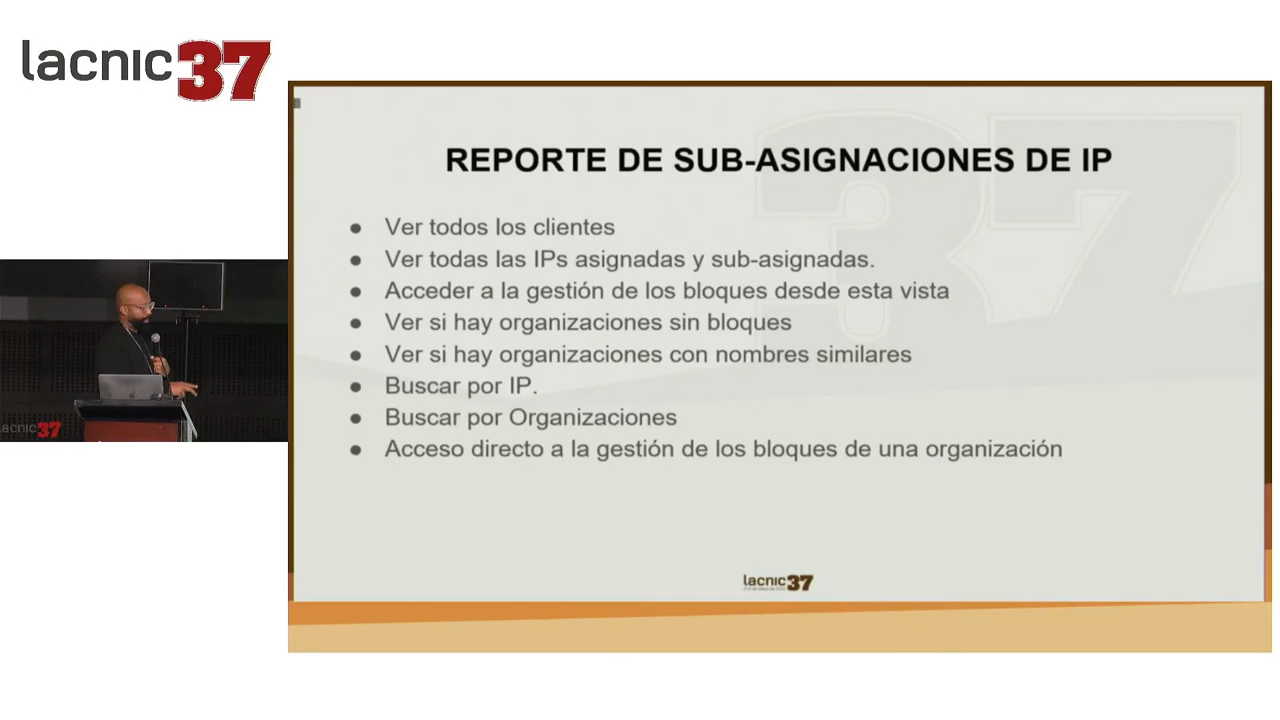 lacnic37
REPORTE DE SUB-ASIGNACIONES DE IP
● Ver todos los clientes
● Ver todas las IPs asignadas y sub-asignadas.
● Acceder a la gestión de los bloques desde esta vista
● Ver si hay organizaciones sin bloques
● Ver si hay organizaciones con nombres similares
● Buscar por IP.
● Buscar por Organizaciones
● Acceso directo a la gestión de los bloques de una organización
lacnic37
lacnic37